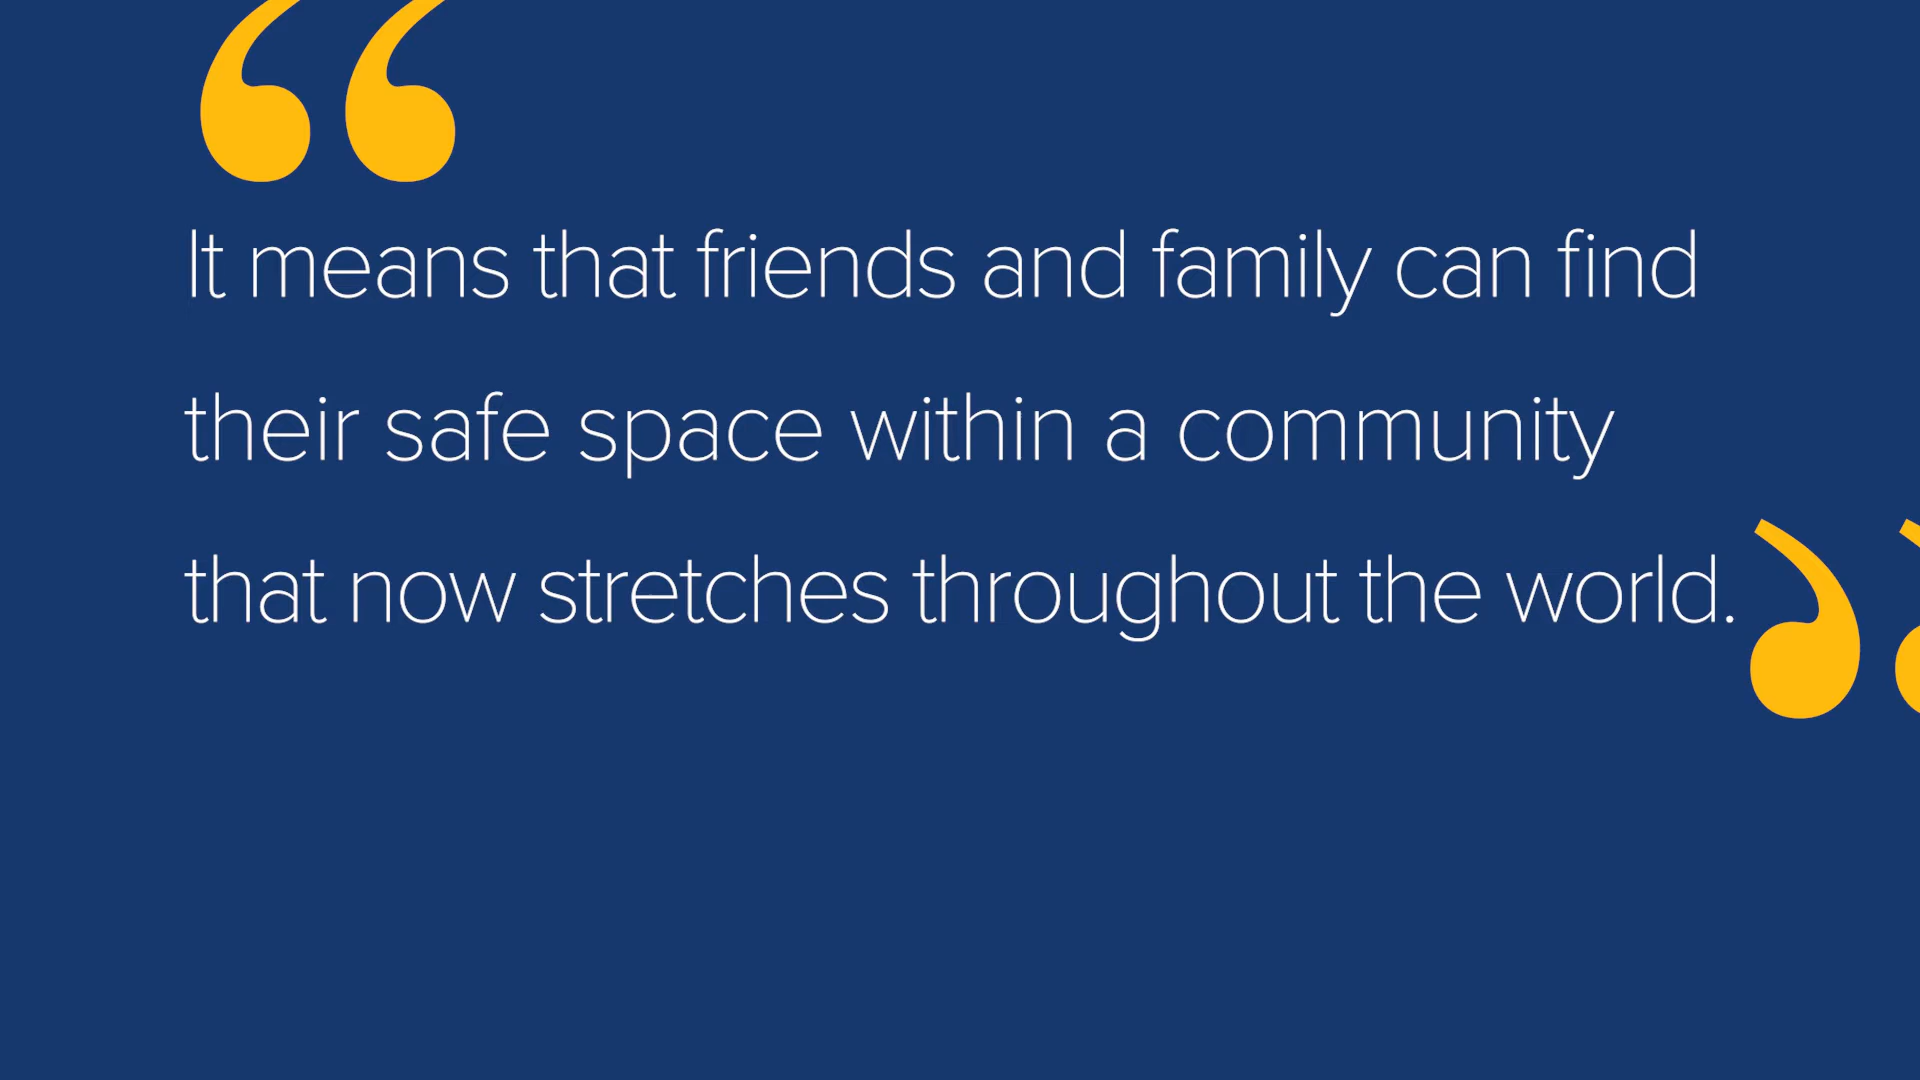 “
It means that friends and family can find
their safe space within a community
that now stretches throughout the world.”